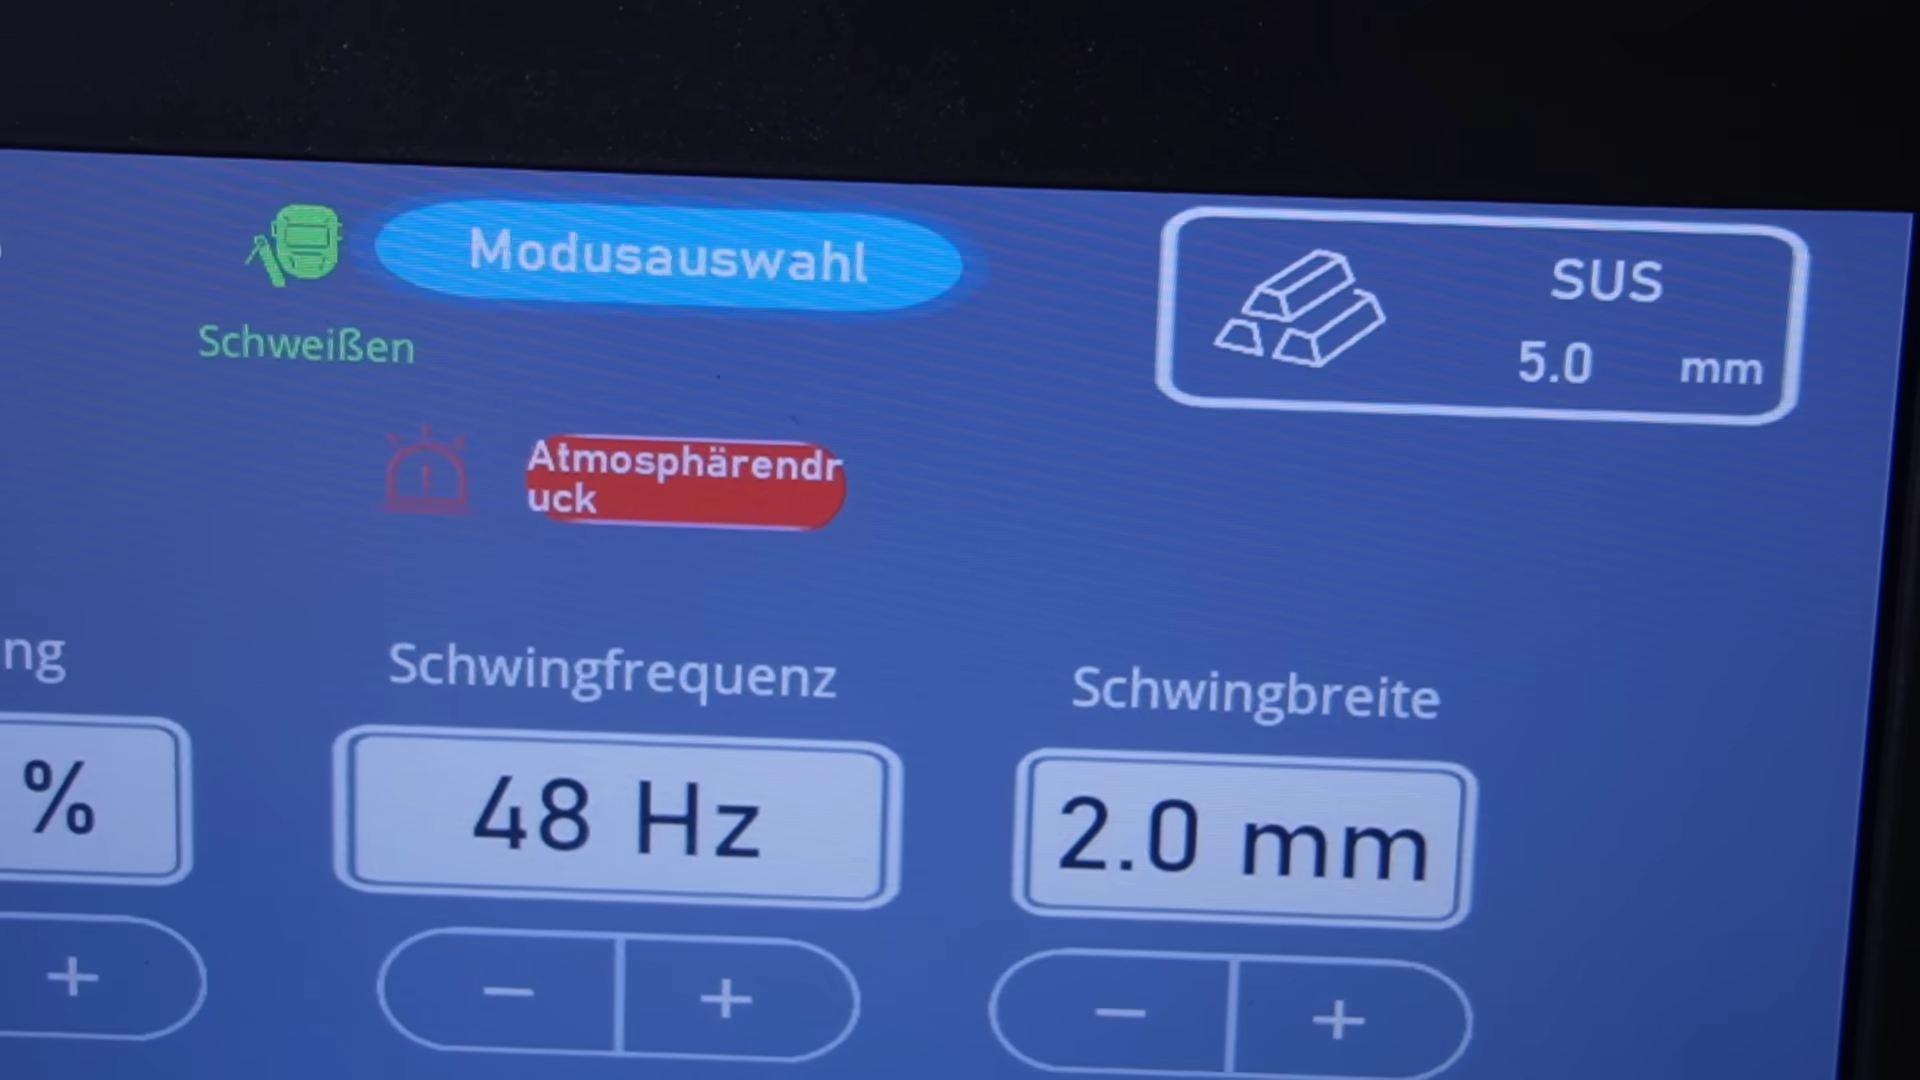 Modusauswahl
Schweißen
SUS
5.0 mm
Atmosphärendr
uck
ng
Schwingfrequenz
Schwingbreite
%
48 Hz
2.0 mm
+
− +
− +